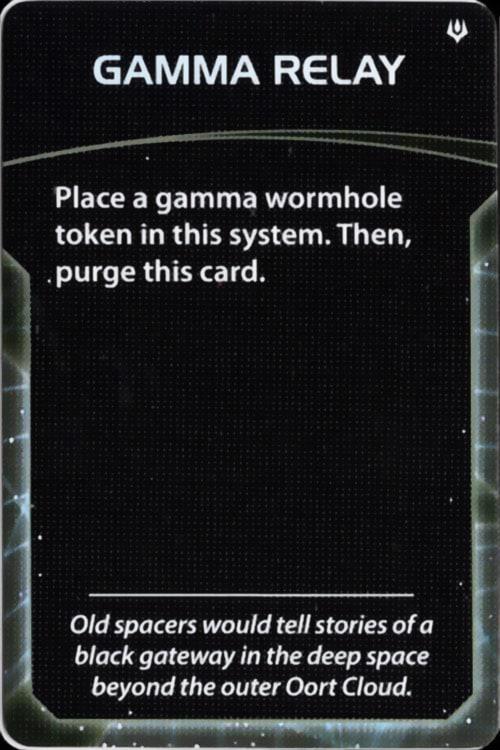 GAMMA RELAY
Place a gamma wormhole
token in this system. Then,
purge this card.
Old spacers would tell stories of a
black gateway in the deep space
beyond the outer Oort Cloud.